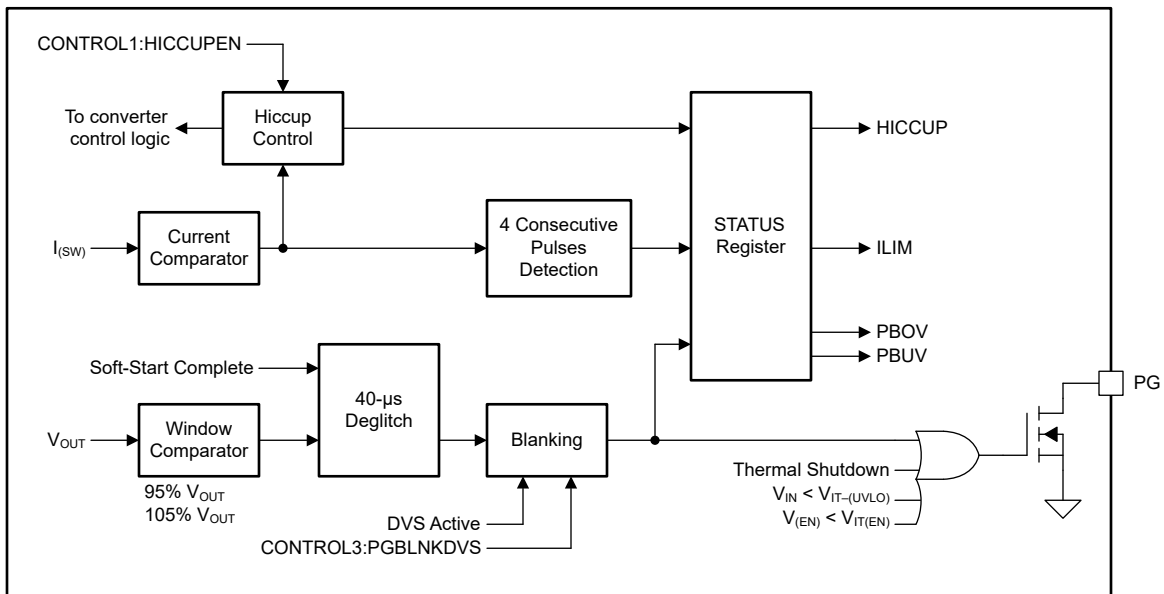 CONTROL1:HICCUPEN
To converter
control logic
Hiccup
Control
HICCUP
I(SW)
Current
Comparator
4 Consecutive
Pulses
Detection
STATUS
Register
ILIM
PBOV
PBUV
Soft-Start Complete
40-µs
Deglitch
VOUT
Window
Comparator
95% VOUT
105% VOUT
Blanking
DVS Active
CONTROL3:PGBLNKDVS
Thermal Shutdown
VIN < VIT–(UVLO)
V(EN) < VIT(EN)
PG